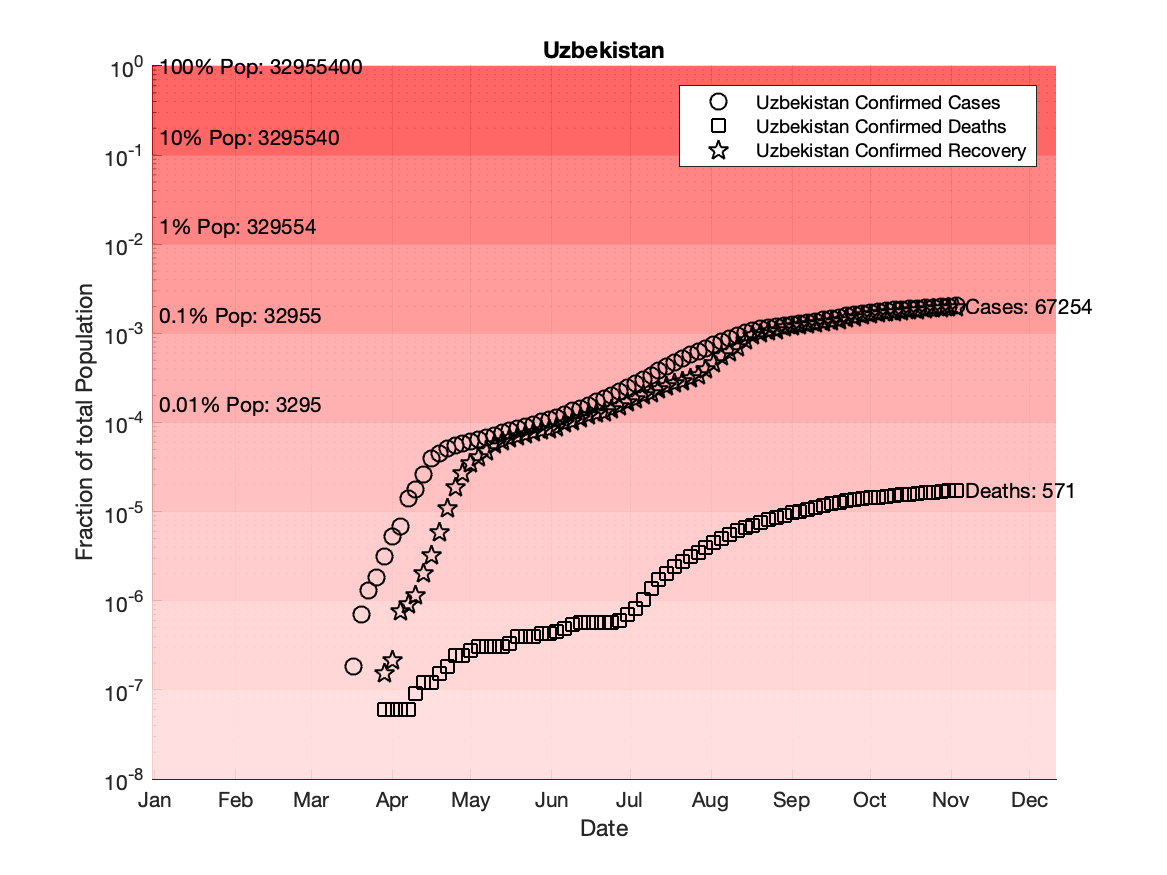 Uzbekistan
10^0
10^-1
10^-2
10^-3
10^-4
10^-5
10^-6
10^-7
10^-8
Fraction of total Population
100% Pop: 32955400
10% Pop: 3295540
1% Pop: 329554
0.1% Pop: 32955
0.01% Pop: 3295
Uzbekistan Confirmed Cases
Uzbekistan Confirmed Deaths
Uzbekistan Confirmed Recovery
Cases: 67254
Deaths: 571
Jan Feb Mar Apr May Jun Jul Aug Sep Oct Nov Dec
Date